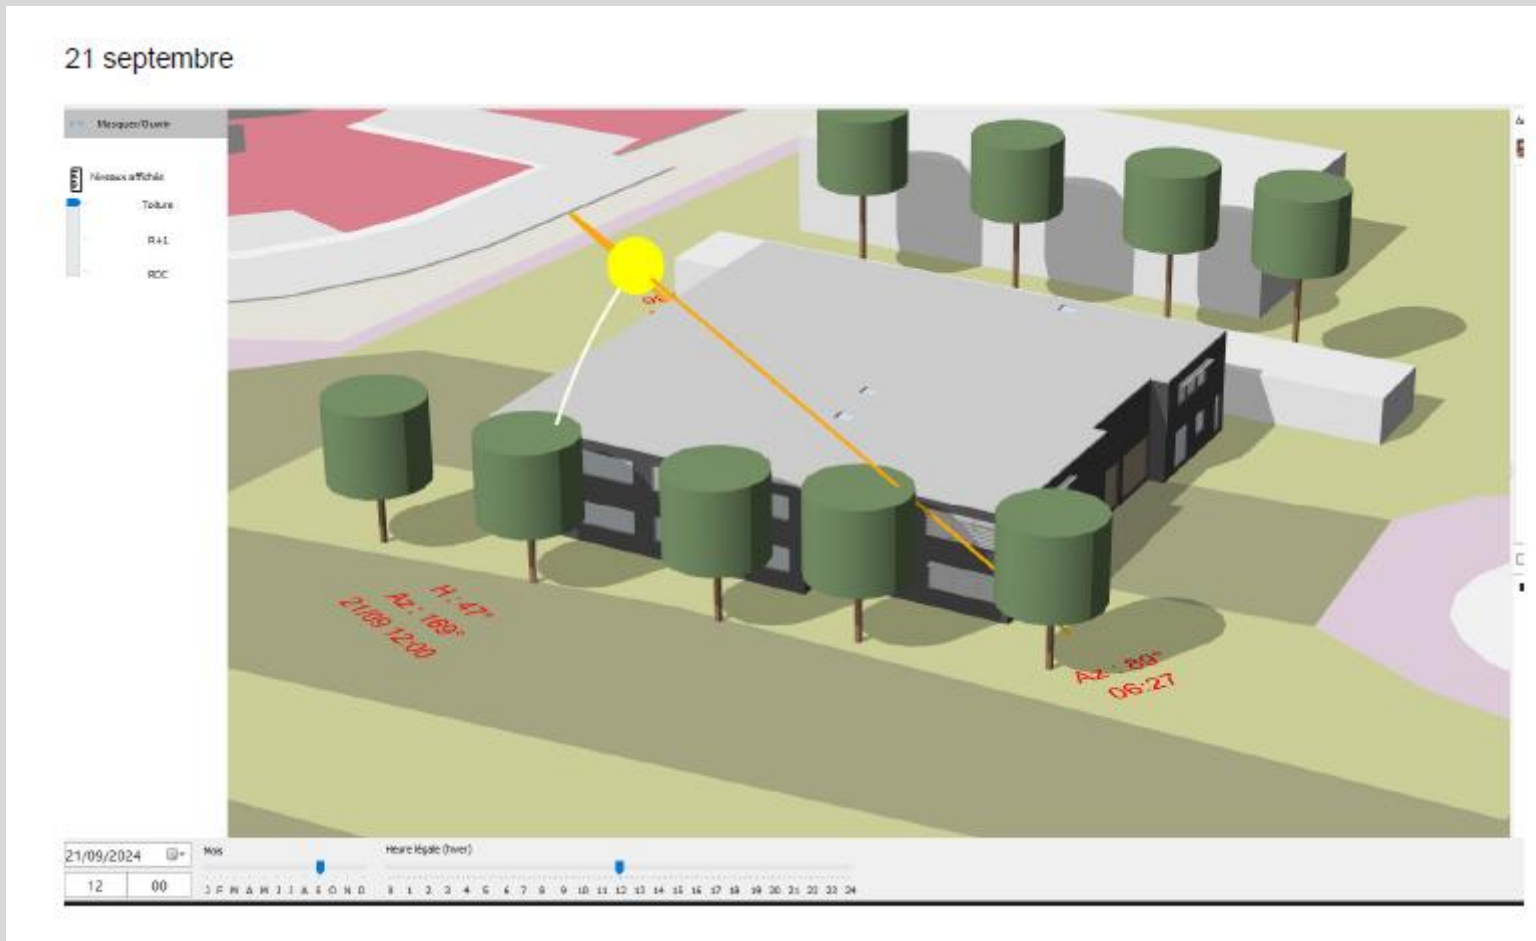 21 septembre
Masquer/Ouvrir
Niveaux affichés
Toiture
R+1
RDC
H : 47°
Az : 169°
21/09 12:00
Az : 89°
06:27
21/09/2024
12 00
Mois
J F M A M J J A S O N D
Heure légale (hiver)
0 1 2 3 4 5 6 7 8 9 10 11 12 13 14 15 16 17 18 19 20 21 22 23 24